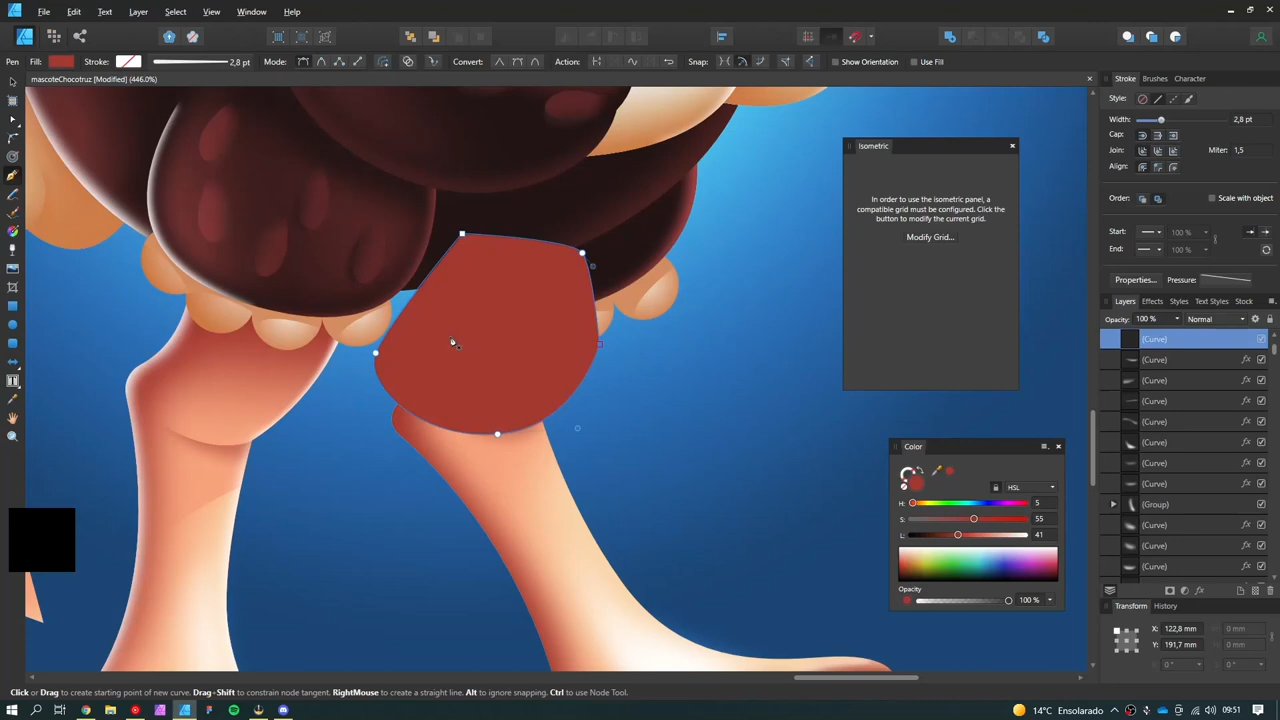 File Edit Text Layer Select View Window Help
Pen Fill: Stroke: 2,8 pt Mode: Convert: Action: Snap: Show Orientation Use Fill
mascoteChocotruz [Modified] (446.0%)
Stroke Brushes Character
Style:
Width: 2,8 pt
Cap:
Join: Miter: 1,5
Align:
Order: Scale with object
Start: 100 %
End: 100 %
Properties... Pressure:
Isometric
In order to use the isometric panel, a
compatible grid must be configured. Click the
button to modify the current grid.
Modify Grid...
Layers Effects Styles Text Styles Stock
Opacity: 100 % Normal
(Curve)
(Curve)
(Curve)
(Curve)
(Curve)
(Curve)
(Curve)
(Curve)
(Group)
(Curve)
(Curve)
(Curve)
Color
HSL
H: 5
S: 55
L: 41
Opacity
100 %
Transform History
X: 122,8 mm 0 mm
Y: 191,7 mm 0 mm
0 ° 0 °
Click or Drag to create starting point of new curve. Drag+Shift to constrain node tangent. RightMouse to create a straight line. Alt to ignore snapping. Ctrl to use Node Tool.
14°C Ensolarado 09:51